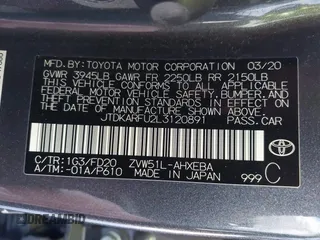 MFD BY: TOYOTA MOTOR CORPORATION 03/20
GVWR 3945LB GAWR FR 2250LB RR 2150LB
THIS VEHICLE CONFORMS TO ALL APPLICABLE
FEDERAL MOTOR VEHICLE SAFETY,
BUMPER, AND THEFT PREVENTION
STANDARDS IN EFFECT ON THE DATE OF
MANUFACTURE SHOWN ABOVE.
JTDKARFU2L3120891 PASS.CAR
C/TR:1G3/FD20 ZVW51L-AHXEBA
A/TM:-01A/P610 MADE IN JAPAN 999 C
TOYOTA